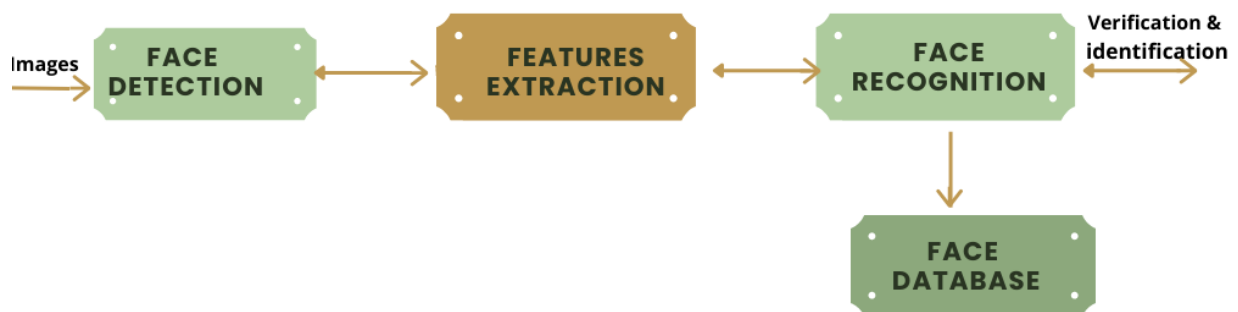 Images
FACE
DETECTION
FEATURES
EXTRACTION
FACE
RECOGNITION
Verification &
identification
FACE
DATABASE